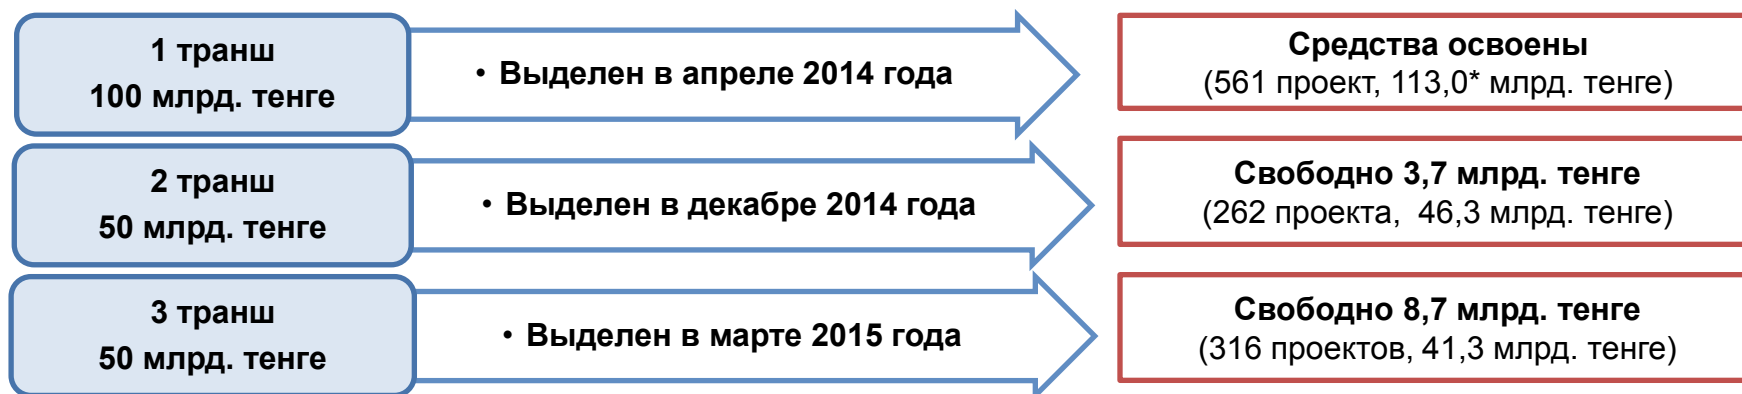 1 транш
100 млрд. тенге
• Выделен в апреле 2014 года
Средства освоены
(561 проект, 113,0* млрд. тенге)
2 транш
50 млрд. тенге
• Выделен в декабре 2014 года
Свободно 3,7 млрд. тенге
(262 проекта, 46,3 млрд. тенге)
3 транш
50 млрд. тенге
• Выделен в марте 2015 года
Свободно 8,7 млрд. тенге
(316 проектов, 41,3 млрд. тенге)